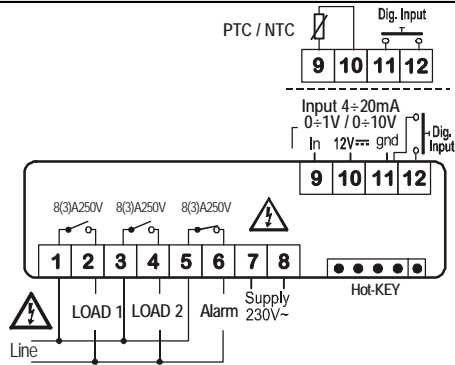 PTC / NTC
Dig. Input
9 10 11 12
Input 4÷20mA
0÷1V / 0÷10V
In 12V⎓ gnd
Dig.
Input
9 10 11 12
8(3)A250V 8(3)A250V 8(3)A250V
1 2 3 4 5 6 7 8
Hot-KEY
LOAD 1 LOAD 2 Alarm Supply
230V~
Line